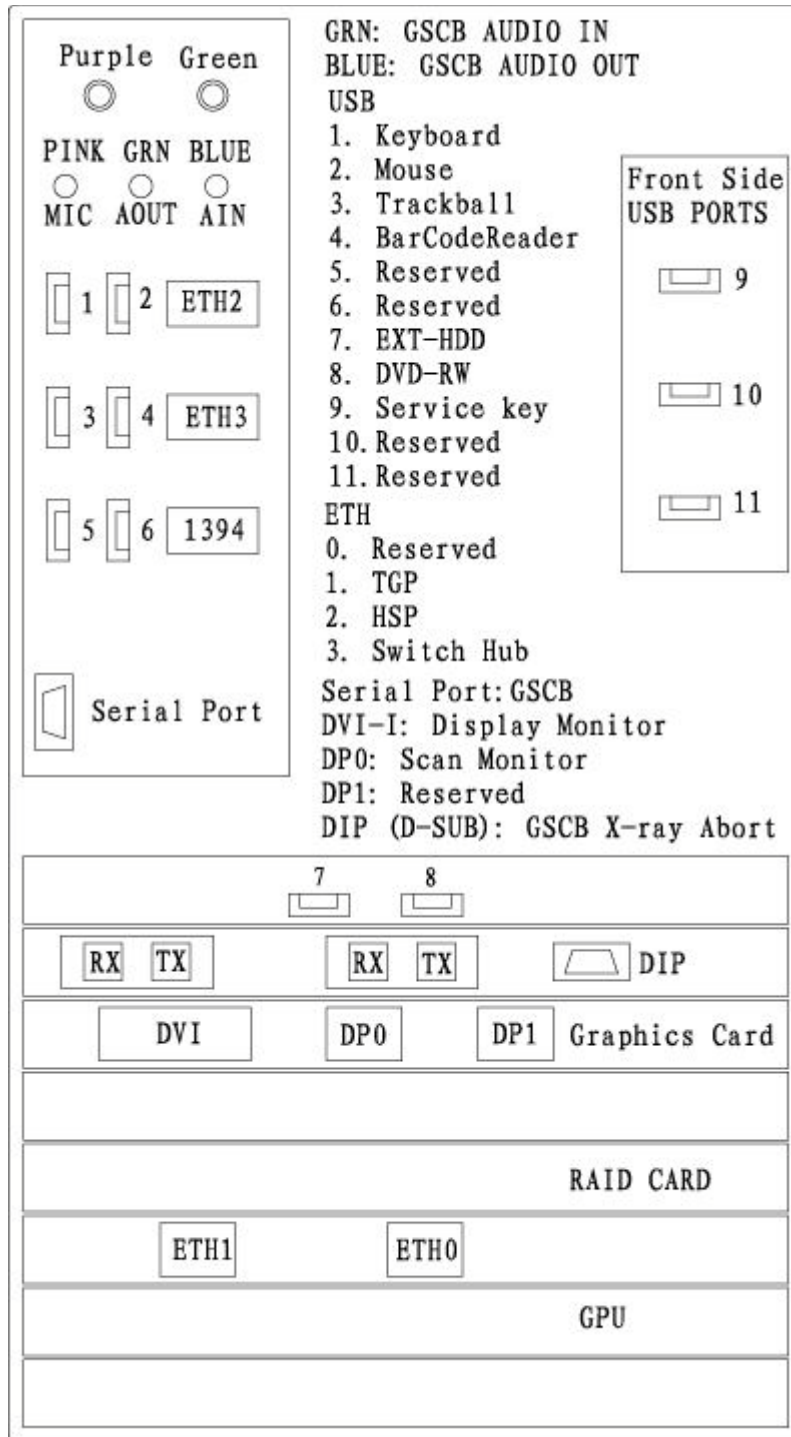 Purple Green
PINK GRN BLUE
MIC AOUT AIN
1 2 ETH2
3 4 ETH3
5 6 1394
Serial Port
GRN: GSCB AUDIO IN
BLUE: GSCB AUDIO OUT
USB
1. Keyboard
2. Mouse
3. Trackball
4. BarCodeReader
5. Reserved
6. Reserved
7. EXT-HDD
8. DVD-RW
9. Service key
10. Reserved
11. Reserved
ETH
0. Reserved
1. TGP
2. HSP
3. Switch Hub
Serial Port: GSCB
DVI-I: Display Monitor
DP0: Scan Monitor
DP1: Reserved
DIP (D-SUB): GSCB X-ray Abort
Front Side
USB PORTS
9
10
11
7 8
RX TX RX TX DIP
DVI DP0 DP1 Graphics Card
RAID CARD
ETH1 ETH0
GPU